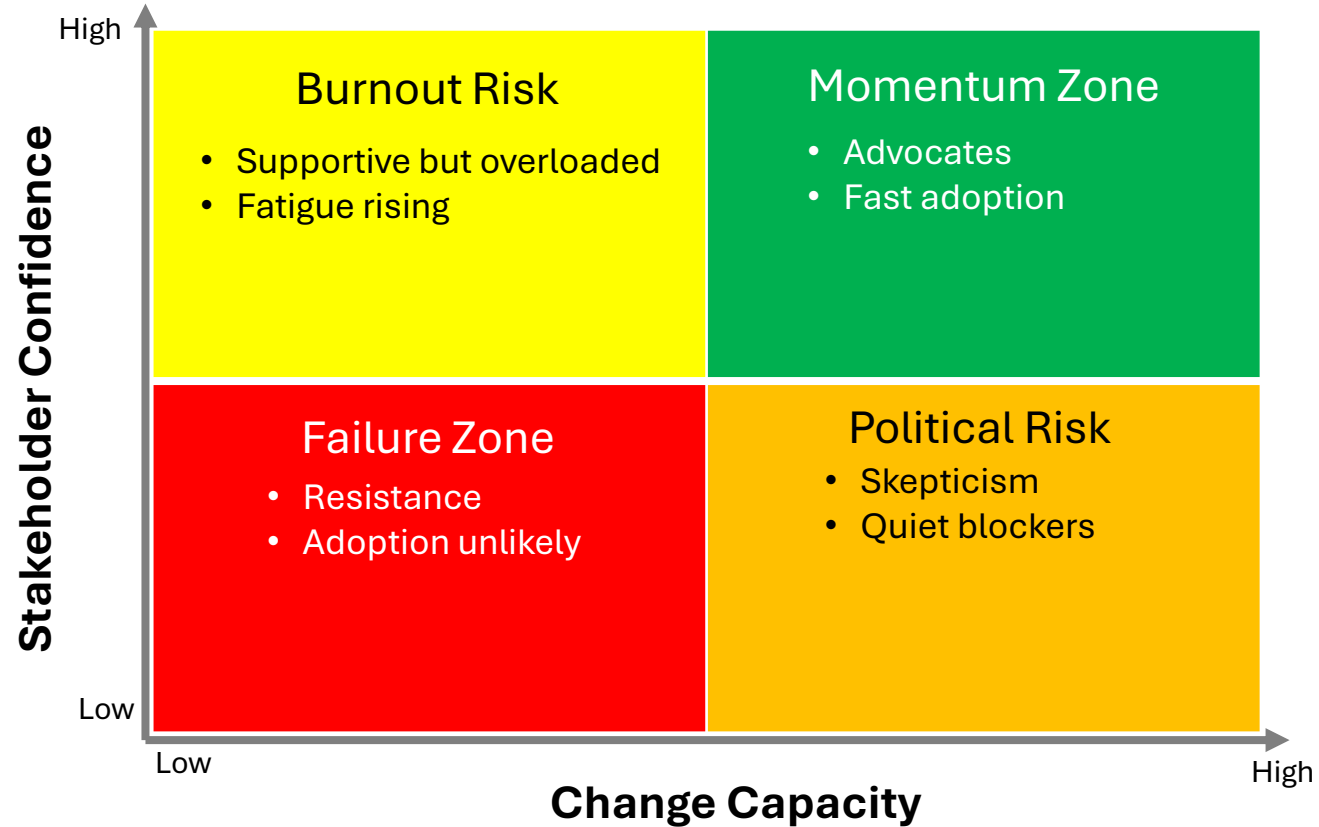 High
Burnout Risk
• Supportive but overloaded
• Fatigue rising
Momentum Zone
• Advocates
• Fast adoption
Stakeholder Confidence
Failure Zone
• Resistance
• Adoption unlikely
Political Risk
• Skepticism
• Quiet blockers
Low
Low
High
Change Capacity